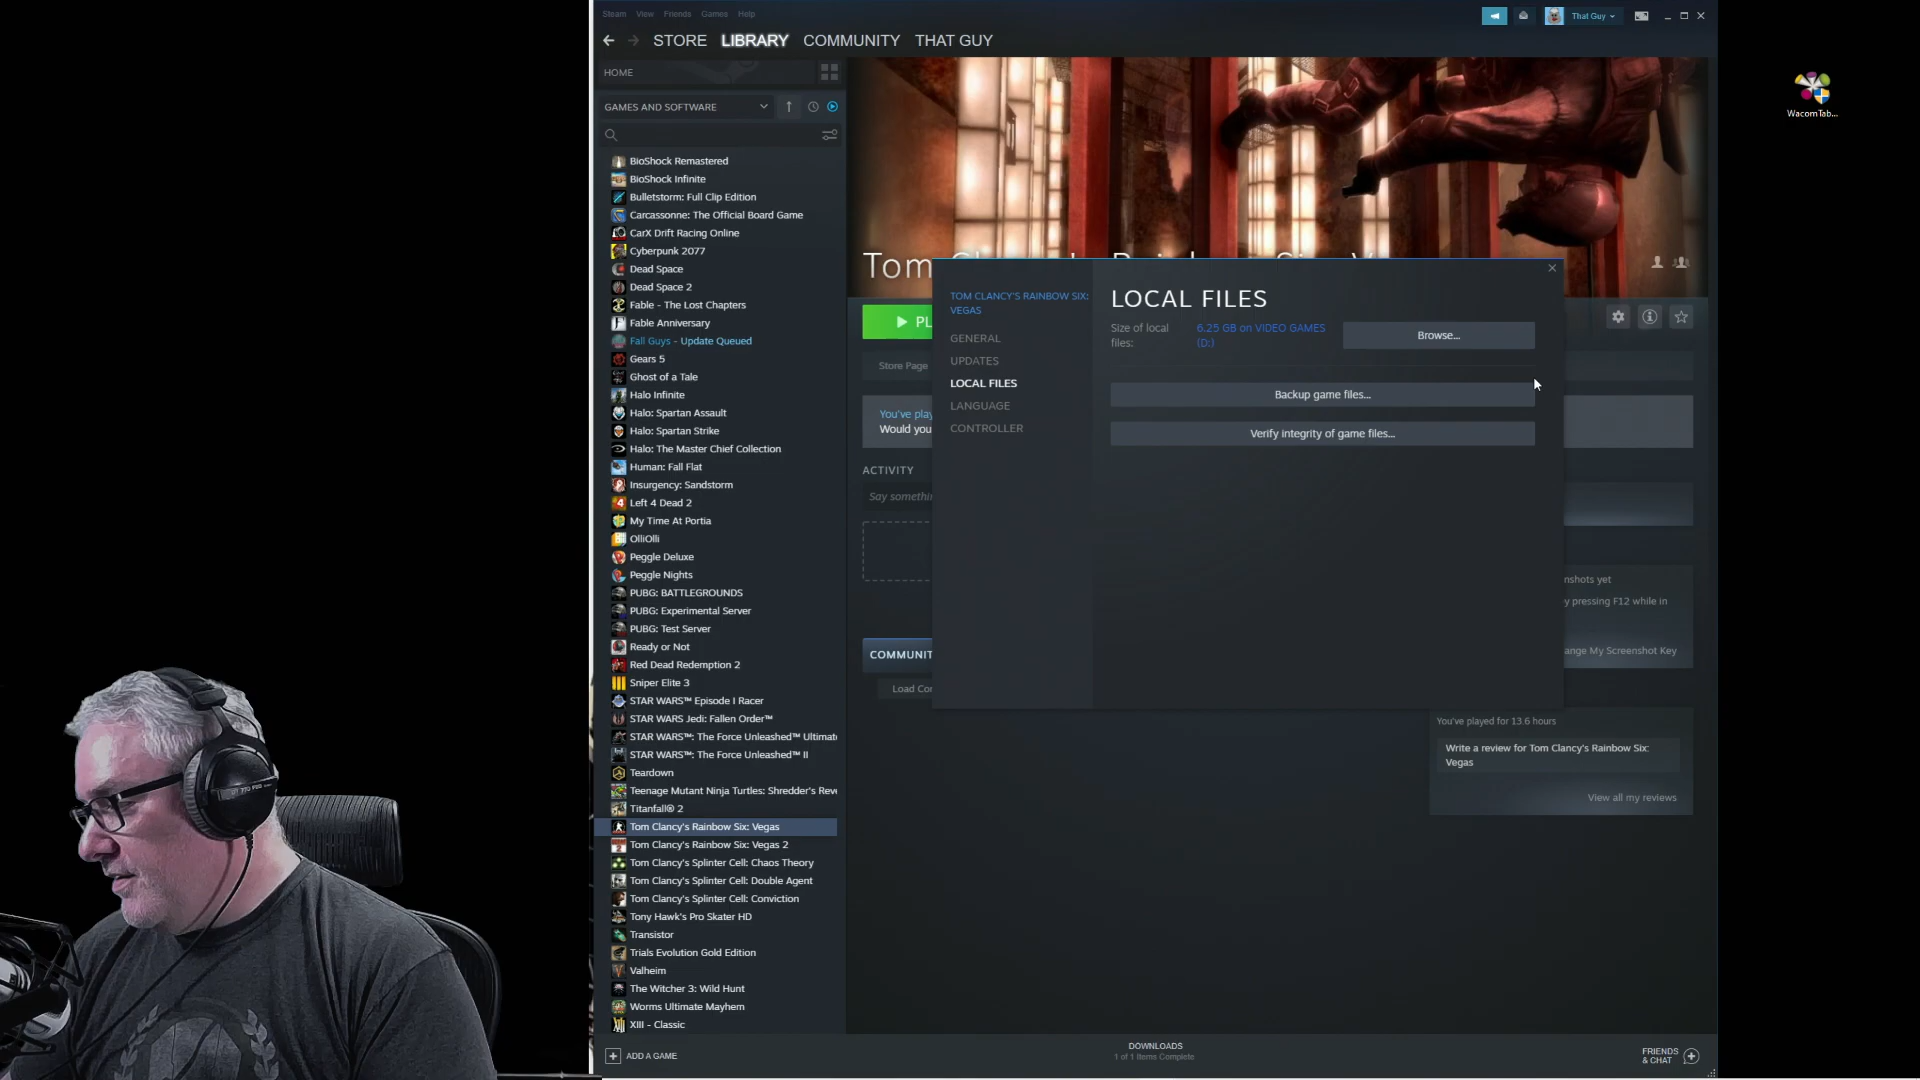 Steam View Friends Games Help
That Guy
STORE LIBRARY COMMUNITY THAT GUY
HOME
GAMES AND SOFTWARE
BioShock Remastered
BioShock Infinite
Bulletstorm: Full Clip Edition
Carcassonne: The Official Board Game
CarX Drift Racing Online
Cyberpunk 2077
Dead Space
Dead Space 2
Fable - The Lost Chapters
Fable Anniversary
Fall Guys - Update Queued
Gears 5
Ghost of a Tale
Halo Infinite
Halo: Spartan Assault
Halo: Spartan Strike
Halo: The Master Chief Collection
Human: Fall Flat
Insurgency: Sandstorm
Left 4 Dead 2
My Time At Portia
OlliOlli
Peggle Deluxe
Peggle Nights
PUBG: BATTLEGROUNDS
PUBG: Experimental Server
PUBG: Test Server
Ready or Not
Red Dead Redemption 2
Sniper Elite 3
STAR WARS™ Episode I Racer
STAR WARS Jedi: Fallen Order™
STAR WARS™: The Force Unleashed™ Ultimate
STAR WARS™: The Force Unleashed™ II
Teardown
Teenage Mutant Ninja Turtles: Shredder's Reve
Titanfall® 2
Tom Clancy's Rainbow Six: Vegas
Tom Clancy's Rainbow Six: Vegas 2
Tom Clancy's Splinter Cell: Chaos Theory
Tom Clancy's Splinter Cell: Double Agent
Tom Clancy's Splinter Cell: Conviction
Tony Hawk's Pro Skater HD
Transistor
Trials Evolution Gold Edition
Valheim
The Witcher 3: Wild Hunt
Worms Ultimate Mayhem
XIII - Classic
ADD A GAME
Tom
PL
Store Page
You've play
Would you
ACTIVITY
Say somethin
COMMUNIT
Load Con
TOM CLANCY'S RAINBOW SIX:
VEGAS
GENERAL
UPDATES
LOCAL FILES
LANGUAGE
CONTROLLER
LOCAL FILES
Size of local
files:
6.25 GB on VIDEO GAMES
(D:)
Browse...
Backup game files...
Verify integrity of game files...
nshots yet
y pressing F12 while in
ange My Screenshot Key
You've played for 13.6 hours
Write a review for Tom Clancy's Rainbow Six:
Vegas
View all my reviews
DOWNLOADS
1 of 1 Items Complete
FRIENDS
& CHAT
WacomTab...